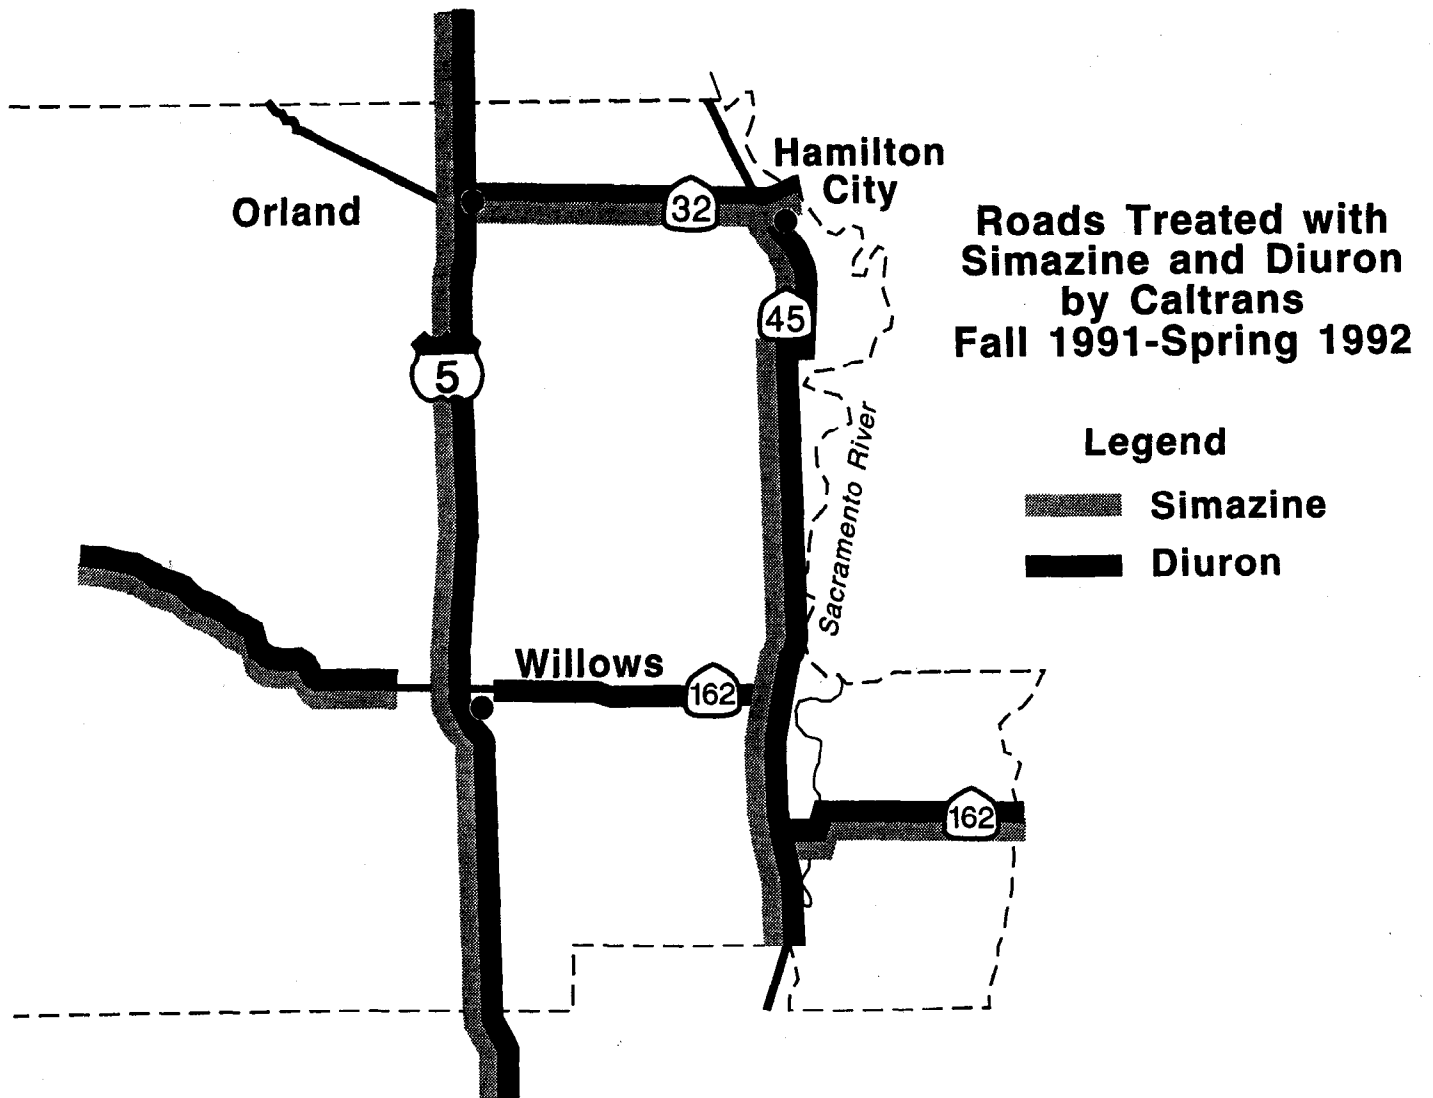 Hamilton
City
Orland
32
Roads Treated with
Simazine and Diuron
by Caltrans
Fall 1991-Spring 1992
45
5
Sacramento River
Legend
Simazine
Diuron
Willows
162
162